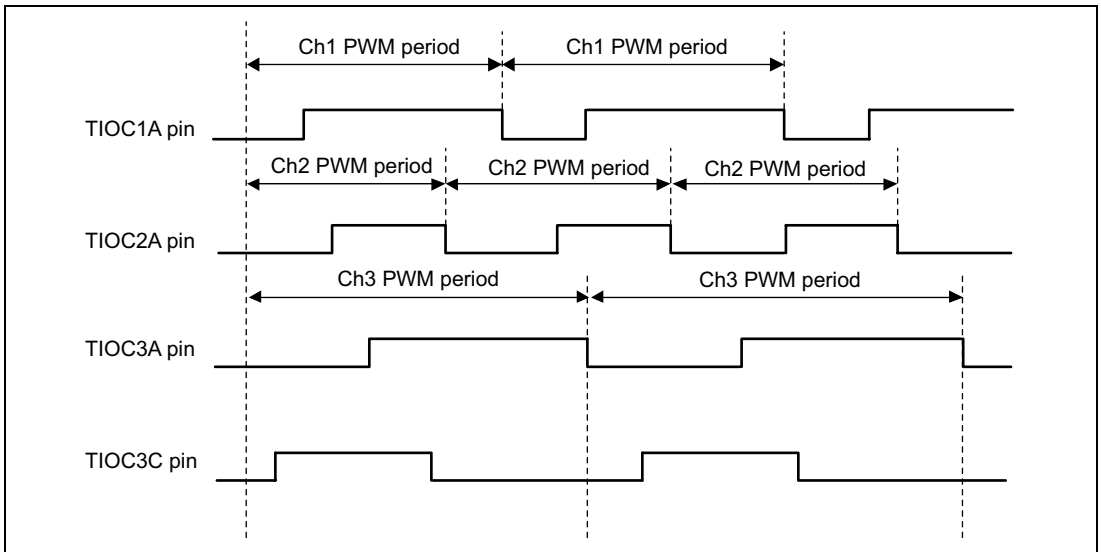 Ch1 PWM period Ch1 PWM period
TIOC1A pin
Ch2 PWM period Ch2 PWM period Ch2 PWM period
TIOC2A pin
Ch3 PWM period Ch3 PWM period
TIOC3A pin
TIOC3C pin